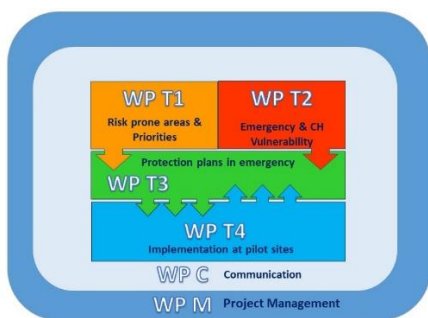 WP T1
Risk prone areas &
Priorities
WP T2
Emergency & CH
Vulnerability
Protection plans in emergency
WP T3
WP T4
Implementation at pilot sites
WP C Communication
WP M Project Management